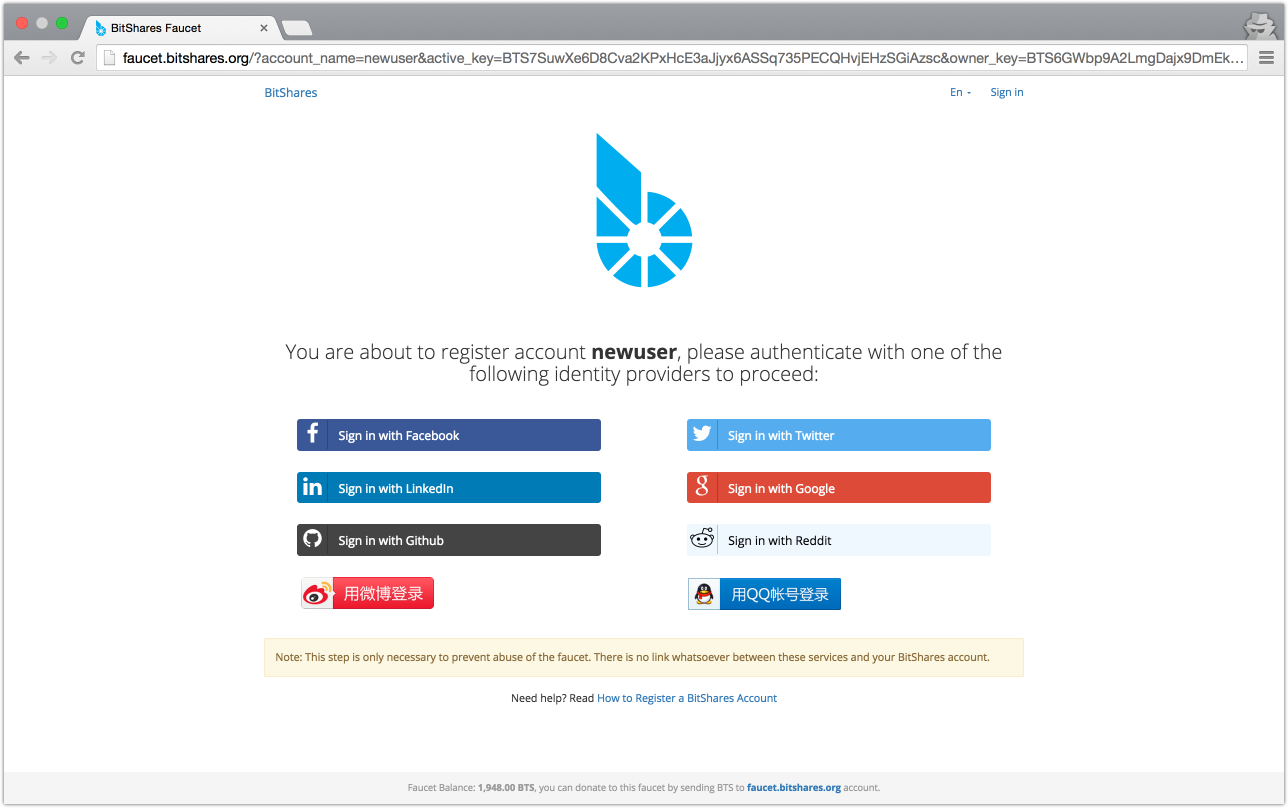 BitShares Faucet
faucet.bitshares.org/?account_name=newuser&active_key=BTS7SuwXe6D8Cva2KPxHcE3aJjyx6ASSq735PECQHvjEHzSGiAzsc&owner_key=BTS6GWbp9A2LmgDajx9DmEk...
BitShares
En
Sign in
You are about to register account newuser, please authenticate with one of the
following identity providers to proceed:
Sign in with Facebook
Sign in with Twitter
Sign in with LinkedIn
Sign in with Google
Sign in with Github
Sign in with Reddit
用微博登录
用QQ帐号登录
Note: This step is only necessary to prevent abuse of the faucet. There is no link whatsoever between these services and your BitShares account.
Need help? Read How to Register a BitShares Account
Faucet Balance: 1,948.00 BTS, you can donate to this faucet by sending BTS to faucet.bitshares.org account.